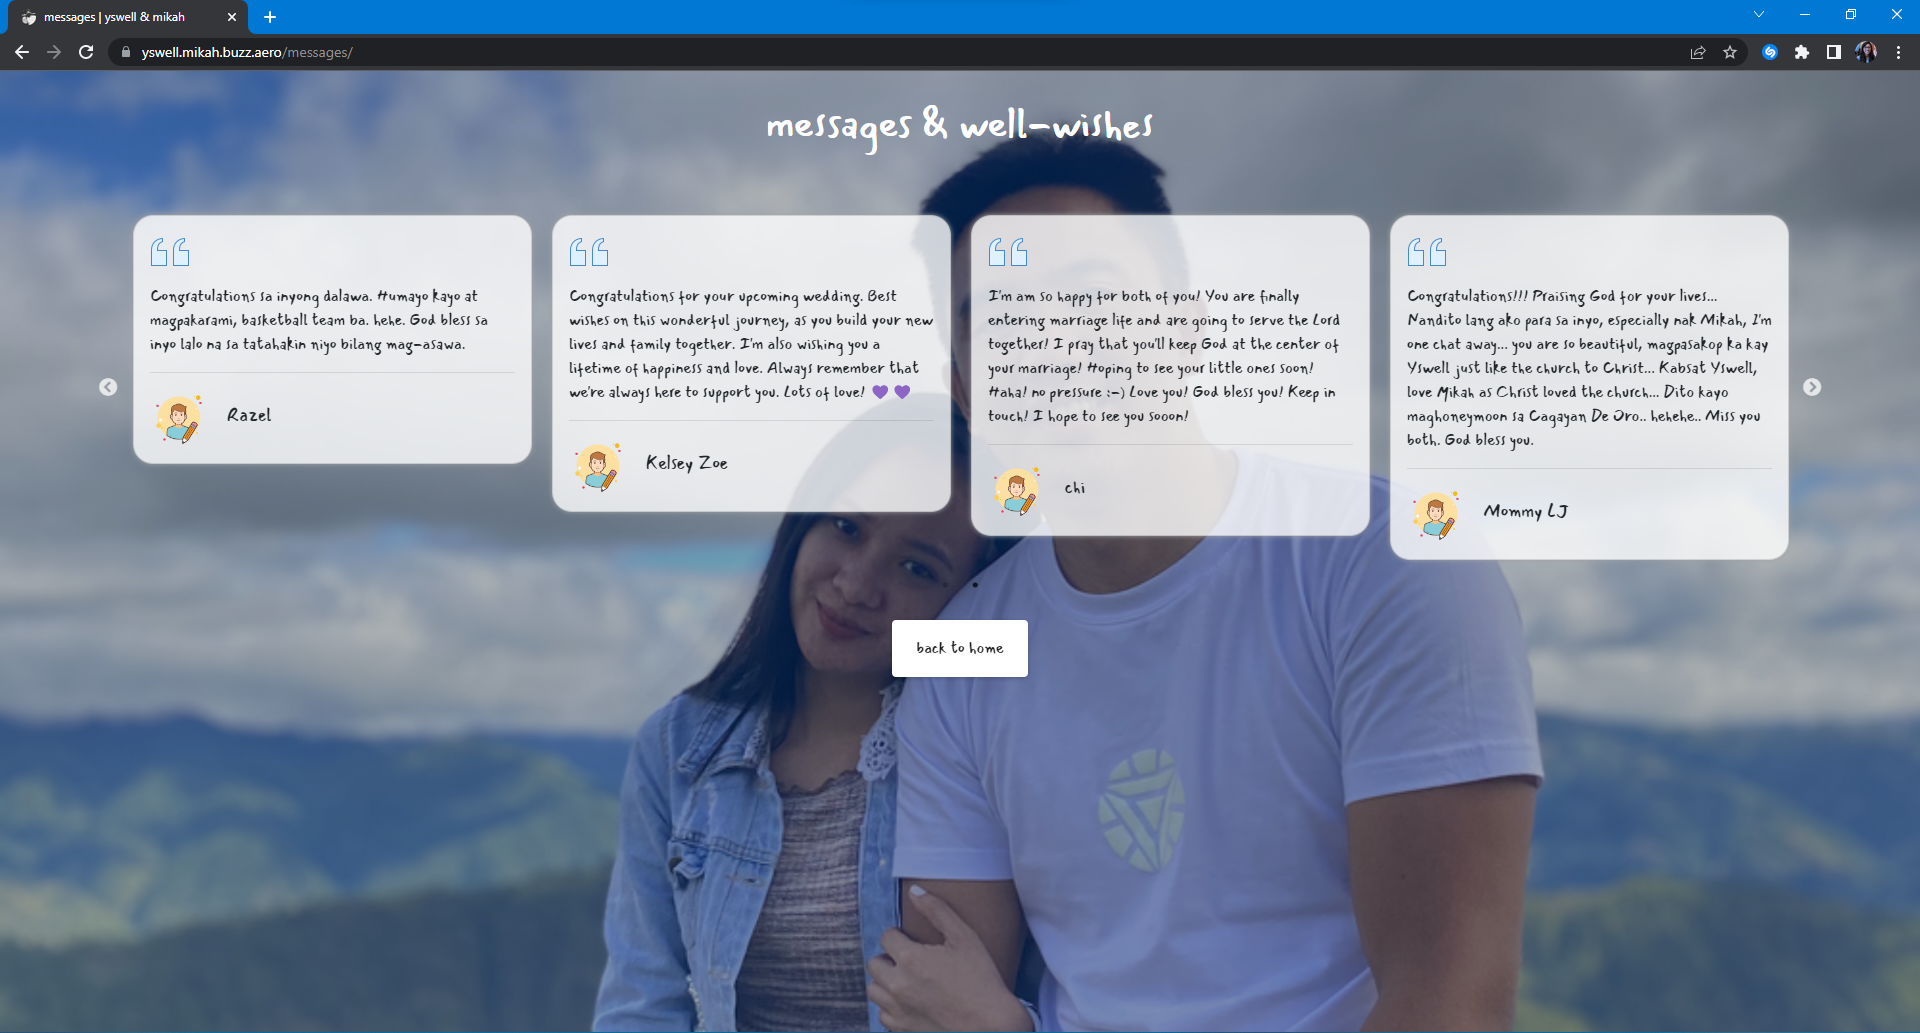 messages | yswell & mikah
yswell.mikah.buzz.aero/messages/
messages & well-wishes
Congratulations sa inyong dalawa. Humayo kayo at
magpakarami, basketball team ba. hehe. God bless sa
inyo lalo na sa tatahakin niyo bilang mag-asawa.
Razel
Congratulations for your upcoming wedding. Best
wishes on this wonderful journey, as you build your new
lives and family together. I'm also wishing you a
lifetime of happiness and love. Always remember that
we're always here to support you. Lots of love! 💜 💜
Kelsey Zoe
I'm am so happy for both of you! You are finally
entering marriage life and are going to serve the Lord
together! I pray that you'll keep God at the center of
your marriage! Hoping to see your little ones soon!
Haha! no pressure :-) Love you! God bless you! Keep in
touch! I hope to see you sooon!
chi
Congratulations!!! Praising God for your lives...
Nandito lang ako para sa inyo, especially nak Mikah, I'm
one chat away... you are so beautiful, magpasakop ka kay
Yswell just like the church to Christ... Kabsat Yswell,
love Mikah as Christ loved the church... Dito kayo
maghoneymoon sa Cagayan De Oro.. hehehe.. Miss you
both. God bless you.
Mommy LJ
back to home